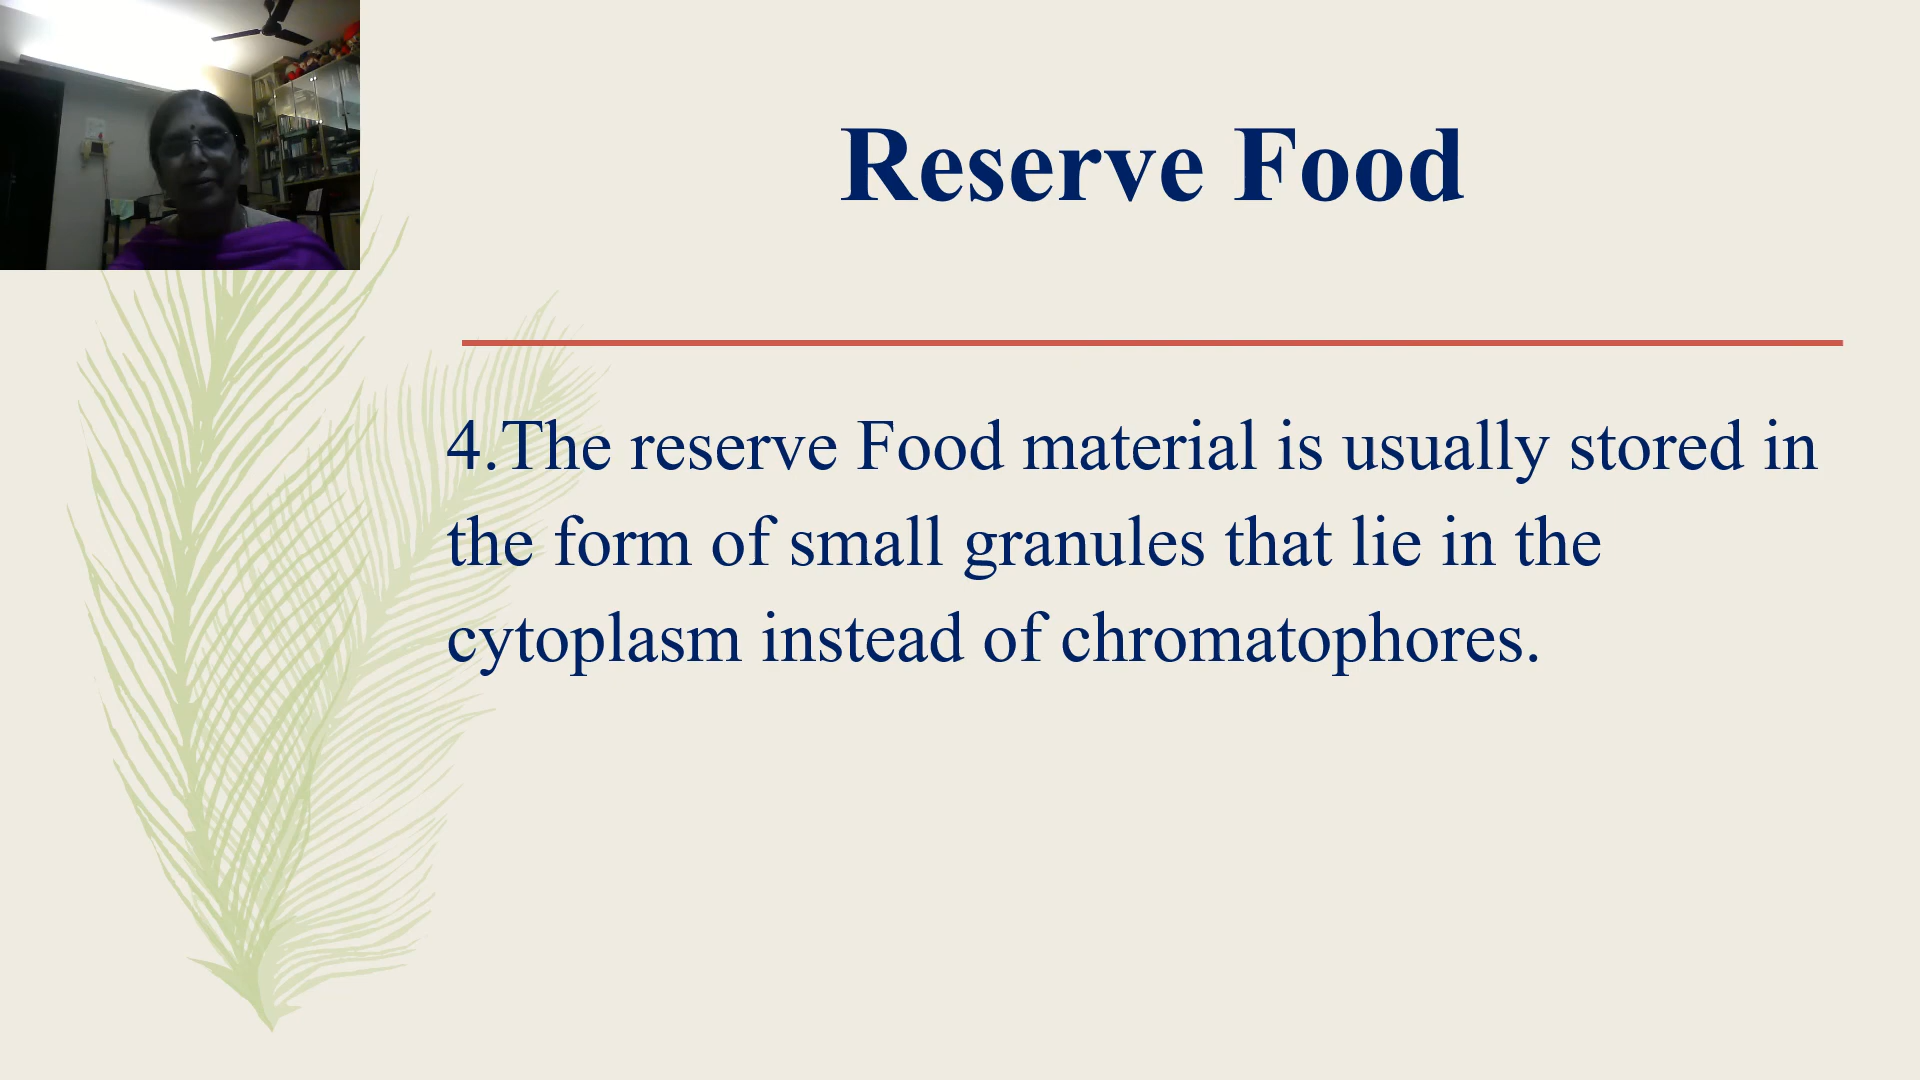 Reserve Food
4.The reserve Food material is usually stored in
the form of small granules that lie in the
cytoplasm instead of chromatophores.